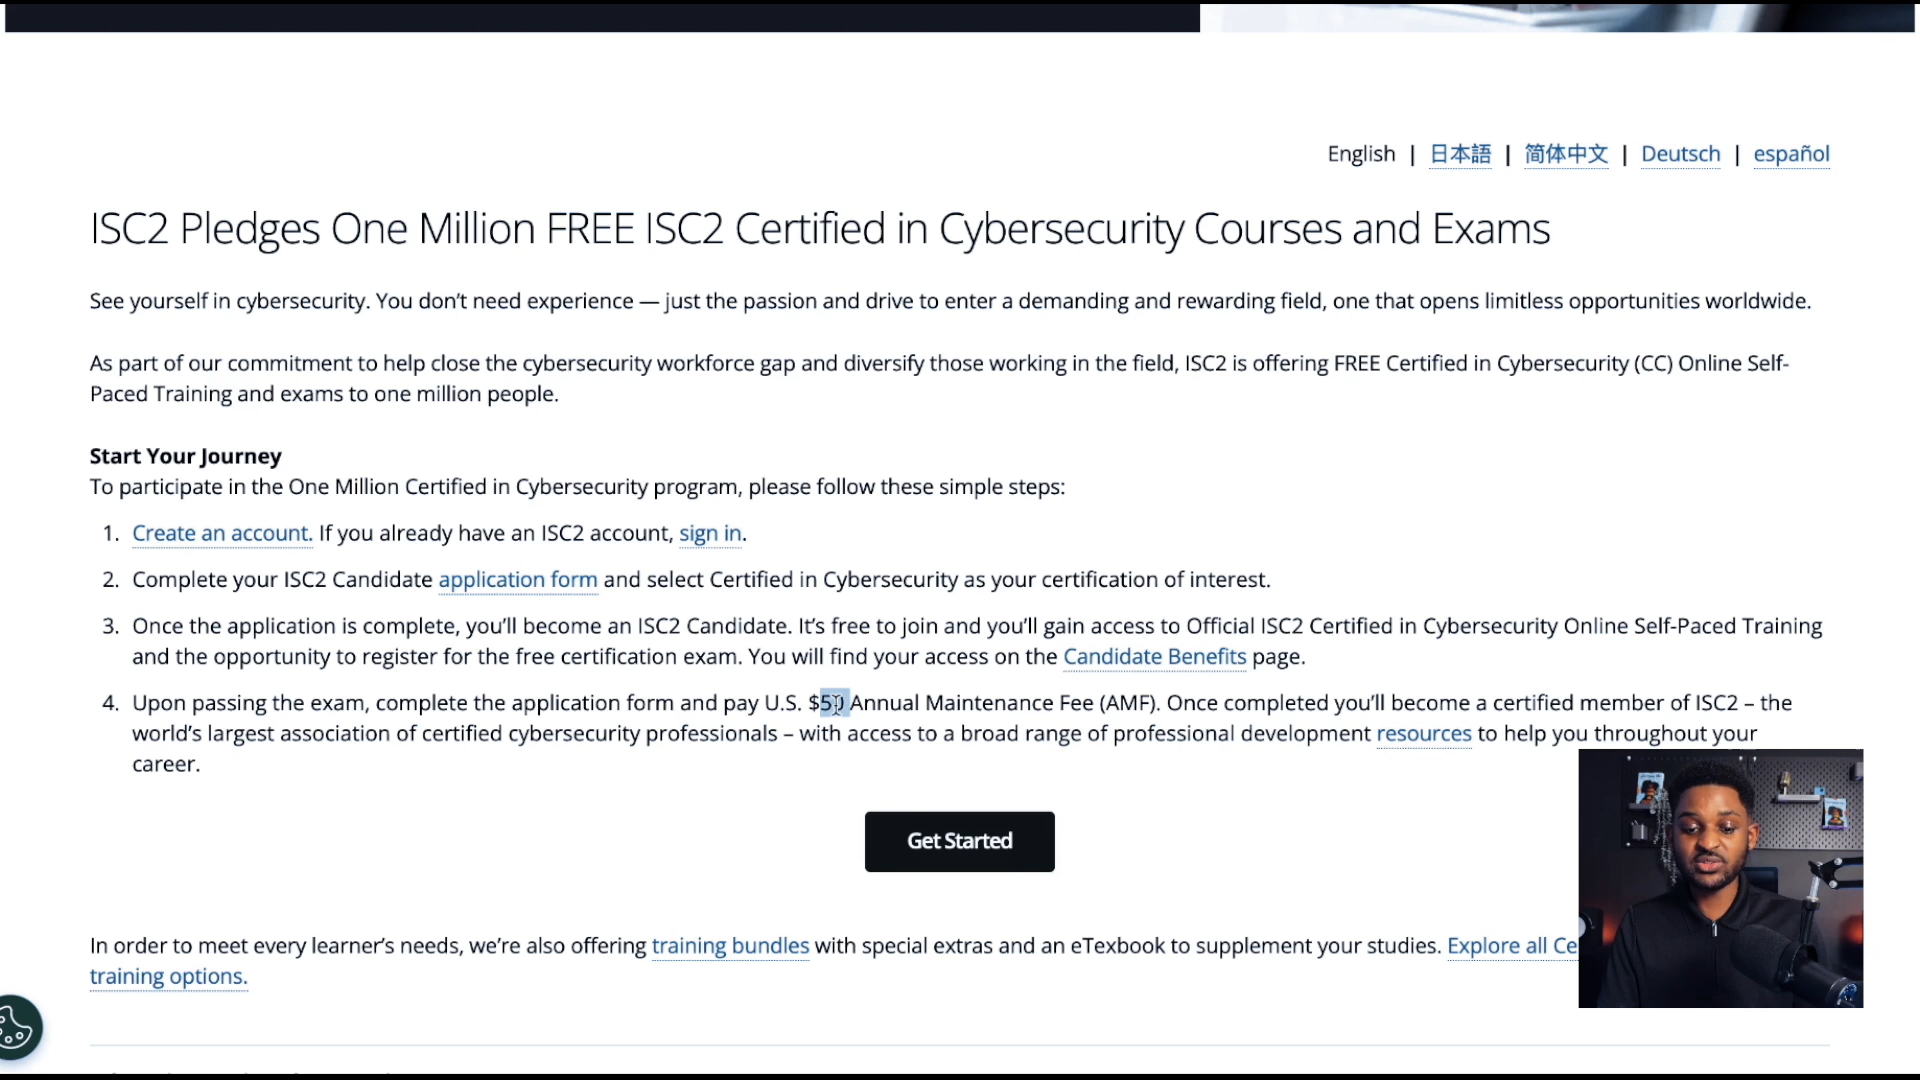 English | 日本語 | 简体中文 | Deutsch | español
ISC2 Pledges One Million FREE ISC2 Certified in Cybersecurity Courses and Exams
See yourself in cybersecurity. You don't need experience — just the passion and drive to enter a demanding and rewarding field, one that opens limitless opportunities worldwide.
As part of our commitment to help close the cybersecurity workforce gap and diversify those working in the field, ISC2 is offering FREE Certified in Cybersecurity (CC) Online Self-
Paced Training and exams to one million people.
Start Your Journey
To participate in the One Million Certified in Cybersecurity program, please follow these simple steps:
1. Create an account. If you already have an ISC2 account, sign in.
2. Complete your ISC2 Candidate application form and select Certified in Cybersecurity as your certification of interest.
3. Once the application is complete, you'll become an ISC2 Candidate. It's free to join and you'll gain access to Official ISC2 Certified in Cybersecurity Online Self-Paced Training
and the opportunity to register for the free certification exam. You will find your access on the Candidate Benefits page.
4. Upon passing the exam, complete the application form and pay U.S. $50 Annual Maintenance Fee (AMF). Once completed you'll become a certified member of ISC2 – the
world's largest association of certified cybersecurity professionals – with access to a broad range of professional development resources to help you throughout your
career.
Get Started
In order to meet every learner's needs, we're also offering training bundles with special extras and an eTexbook to supplement your studies. Explore all Ce
training options.